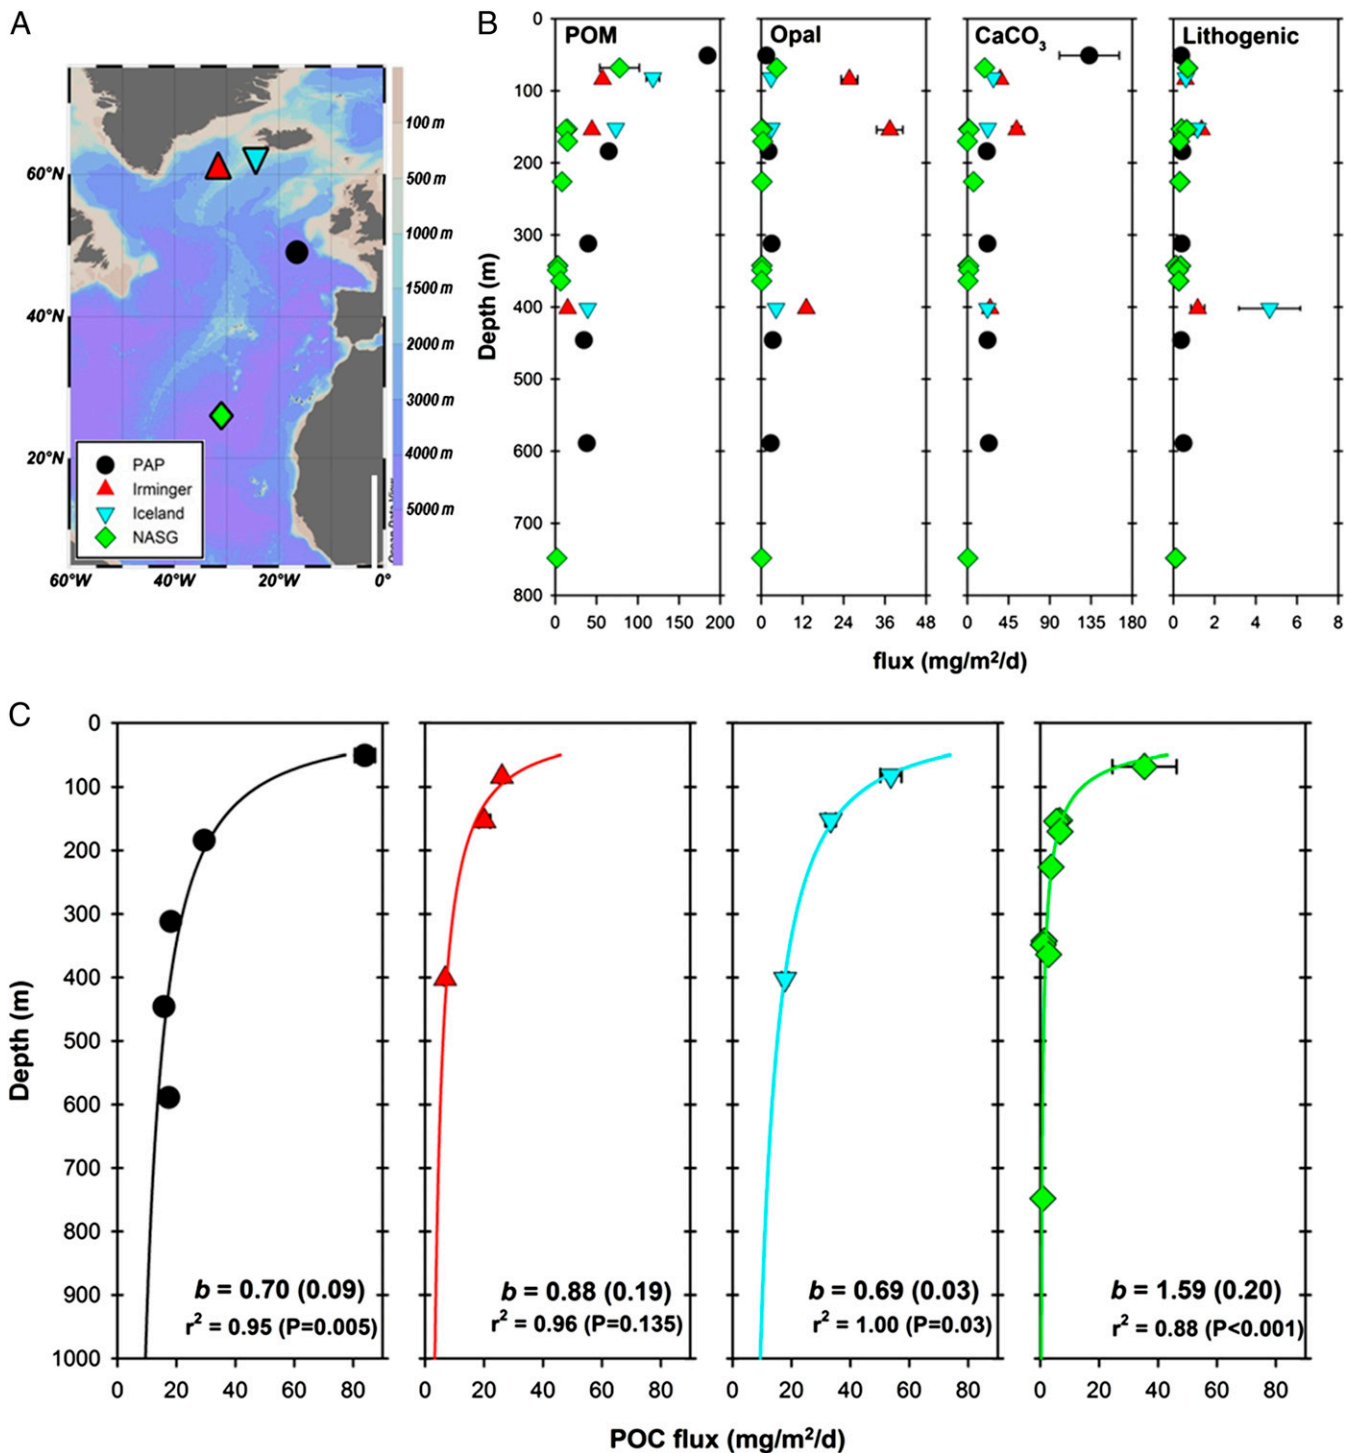 A
60°N
40°N
20°N
60°W 40°W 20°W 0°
100 m
500 m
1000 m
1500 m
2000 m
3000 m
4000 m
5000 m
PAP
Irminger
Iceland
NASG
B
POM Opal CaCO3 Lithogenic
0
100
200
300
400
500
600
700
800
Depth (m)
0 50 100 150 200
0 12 24 36 48
0 45 90 135 180
0 2 4 6 8
flux (mg/m²/d)
C
0
100
200
300
400
500
600
700
800
900
1000
Depth (m)
b = 0.70 (0.09)
r² = 0.95 (P=0.005)
b = 0.88 (0.19)
r² = 0.96 (P=0.135)
b = 0.69 (0.03)
r² = 1.00 (P=0.03)
b = 1.59 (0.20)
r² = 0.88 (P<0.001)
0 20 40 60 80
0 20 40 60 80
0 20 40 60 80
0 20 40 60 80
POC flux (mg/m²/d)